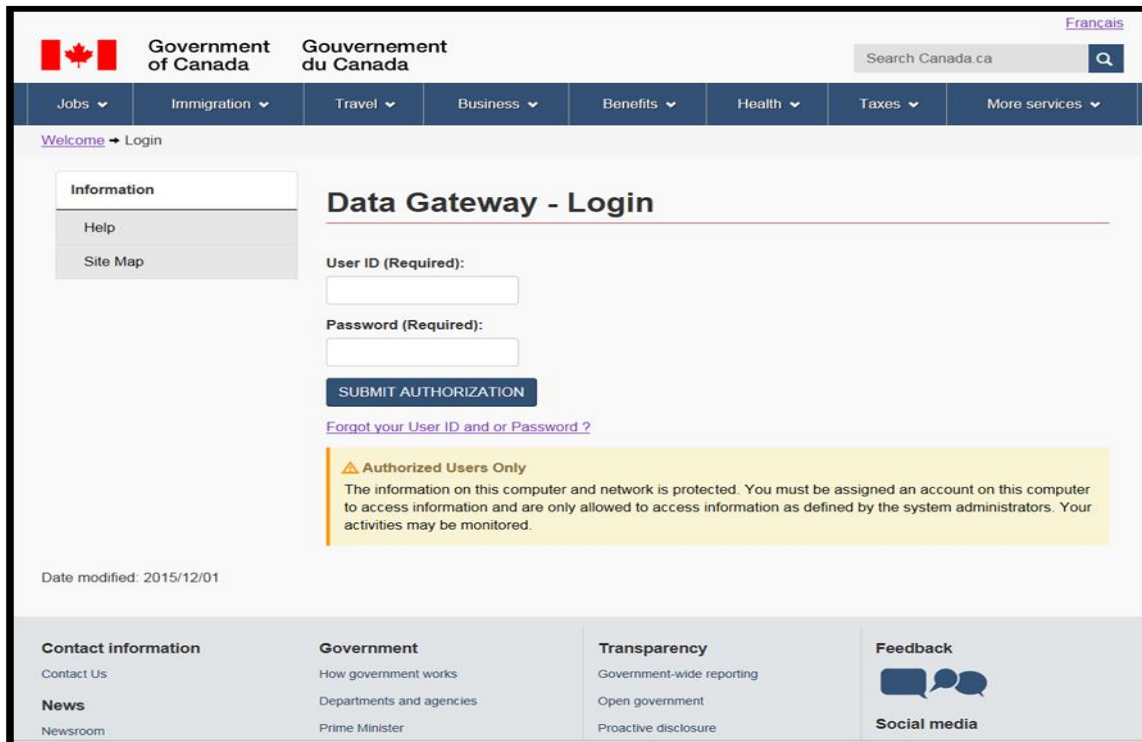 Français
Government of Canada
Gouvernement du Canada
Search Canada.ca
Jobs Immigration Travel Business Benefits Health Taxes More services
Welcome → Login
Information
Help
Site Map
Data Gateway - Login
User ID (Required):
Password (Required):
SUBMIT AUTHORIZATION
Forgot your User ID and or Password ?
Authorized Users Only
The information on this computer and network is protected. You must be assigned an account on this computer
to access information and are only allowed to access information as defined by the system administrators. Your
activities may be monitored.
Date modified: 2015/12/01
Contact information
Contact Us
News
Newsroom
Government
How government works
Departments and agencies
Prime Minister
Transparency
Government-wide reporting
Open government
Proactive disclosure
Feedback
Social media